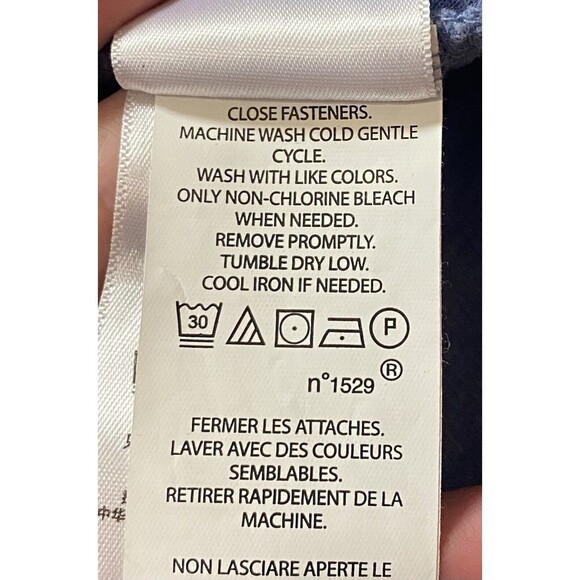 CLOSE FASTENERS.
MACHINE WASH COLD GENTLE
CYCLE.
WASH WITH LIKE COLORS.
ONLY NON-CHLORINE BLEACH
WHEN NEEDED.
REMOVE PROMPTLY.
TUMBLE DRY LOW.
COOL IRON IF NEEDED.
30 P
®
n°1529
FERMER LES ATTACHES.
LAVER AVEC DES COULEURS
SEMBLABLES.
RETIRER RAPIDEMENT DE LA
MACHINE.
中华
NON LASCIARE APERTE LE